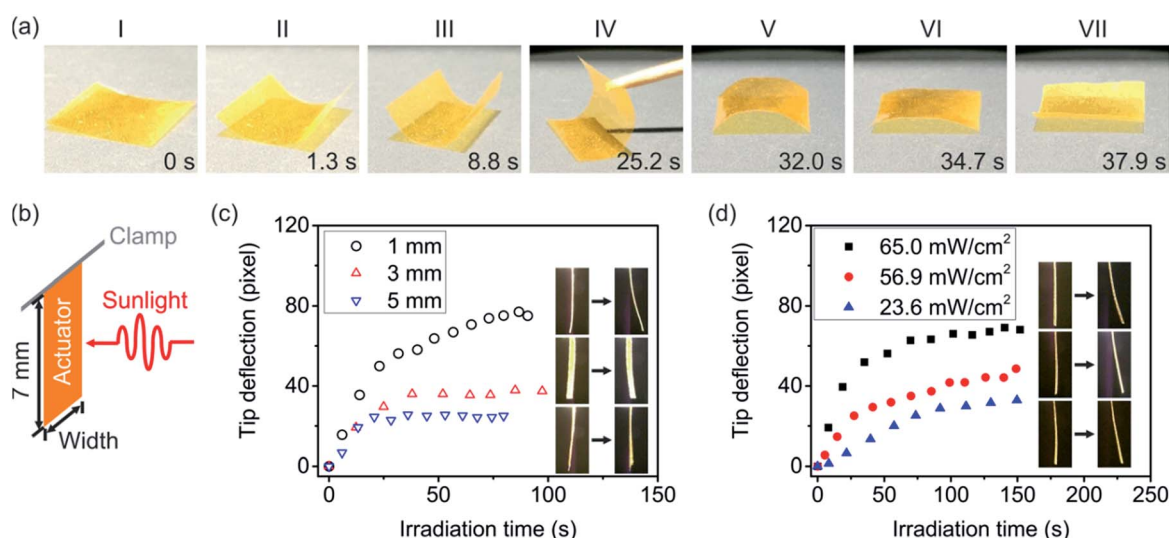 (a)
I II III IV V VI VII
0 s 1.3 s 8.8 s 25.2 s 32.0 s 34.7 s 37.9 s
(b)
Clamp
Sunlight
Actuator
7 mm
Width
(c)
120
80
40
0
Tip deflection (pixel)
1 mm
3 mm
5 mm
0 50 100 150
Irradiation time (s)
(d)
120
80
40
0
Tip deflection (pixel)
65.0 mW/cm²
56.9 mW/cm²
23.6 mW/cm²
0 50 100 150 200 250
Irradiation time (s)